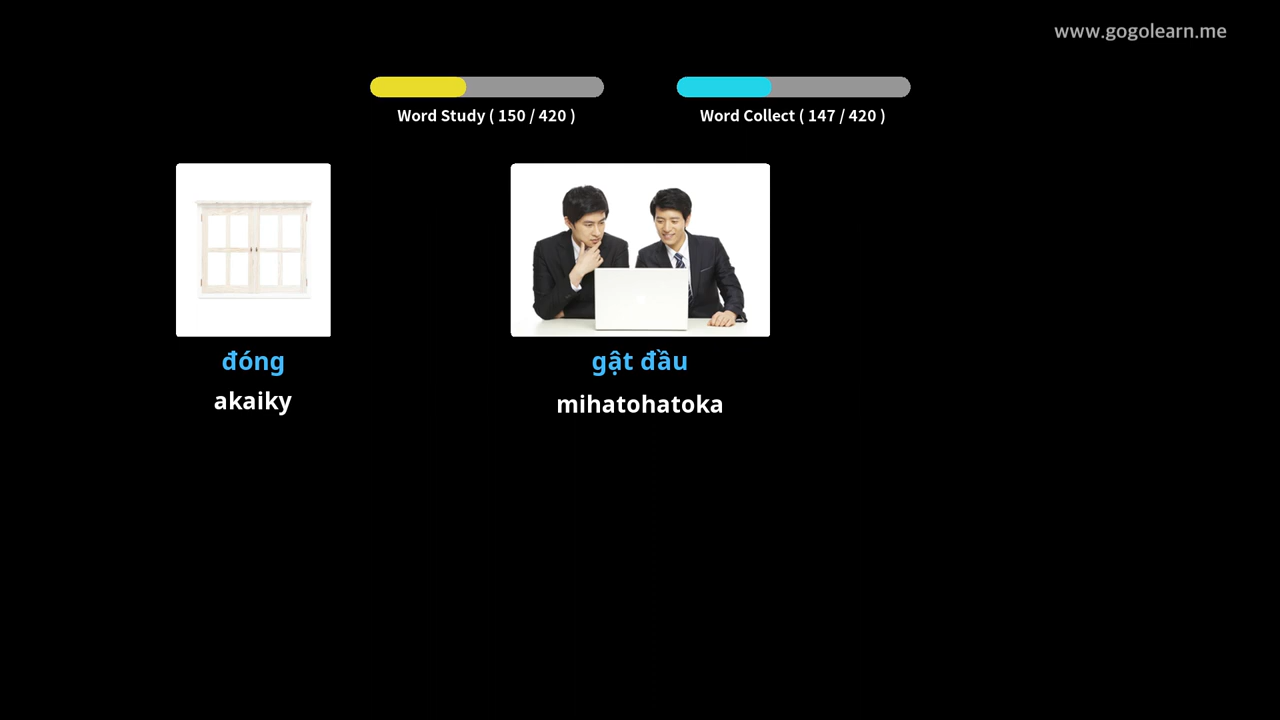 www.gogolearn.me
Word Study ( 150 / 420 )
Word Collect ( 147 / 420 )
đóng
akaiky
gật đầu
mihatohatoka